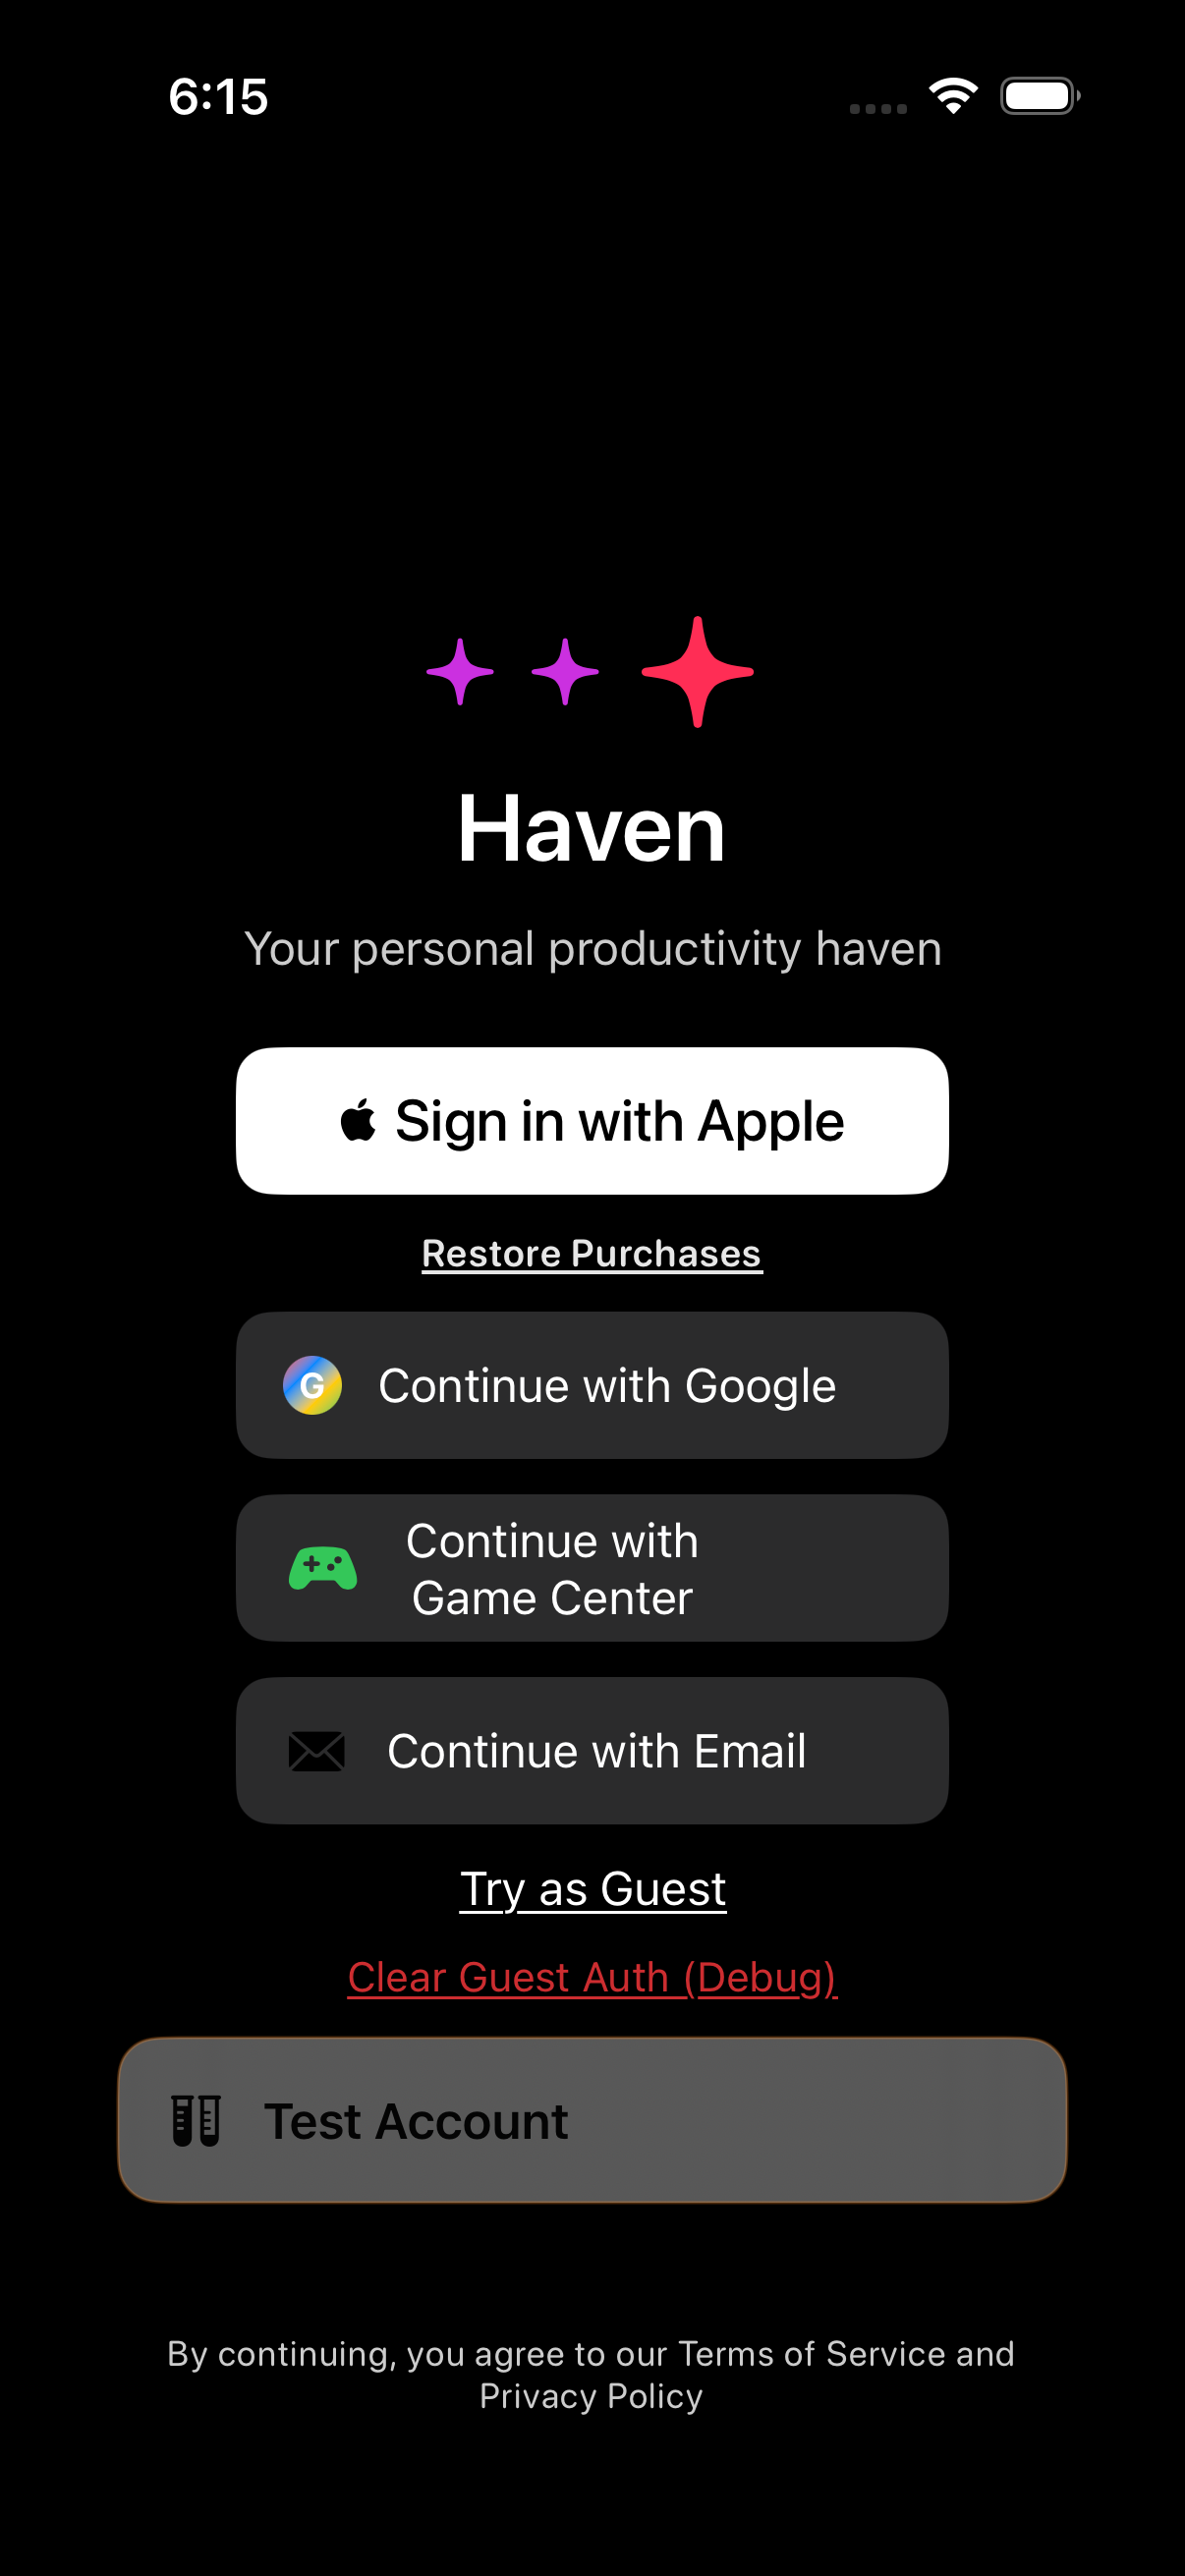 6:15
Haven
Your personal productivity haven
Sign in with Apple
Restore Purchases
G Continue with Google
Continue with
Game Center
Continue with Email
Try as Guest
Clear Guest Auth (Debug)
Test Account
By continuing, you agree to our Terms of Service and
Privacy Policy